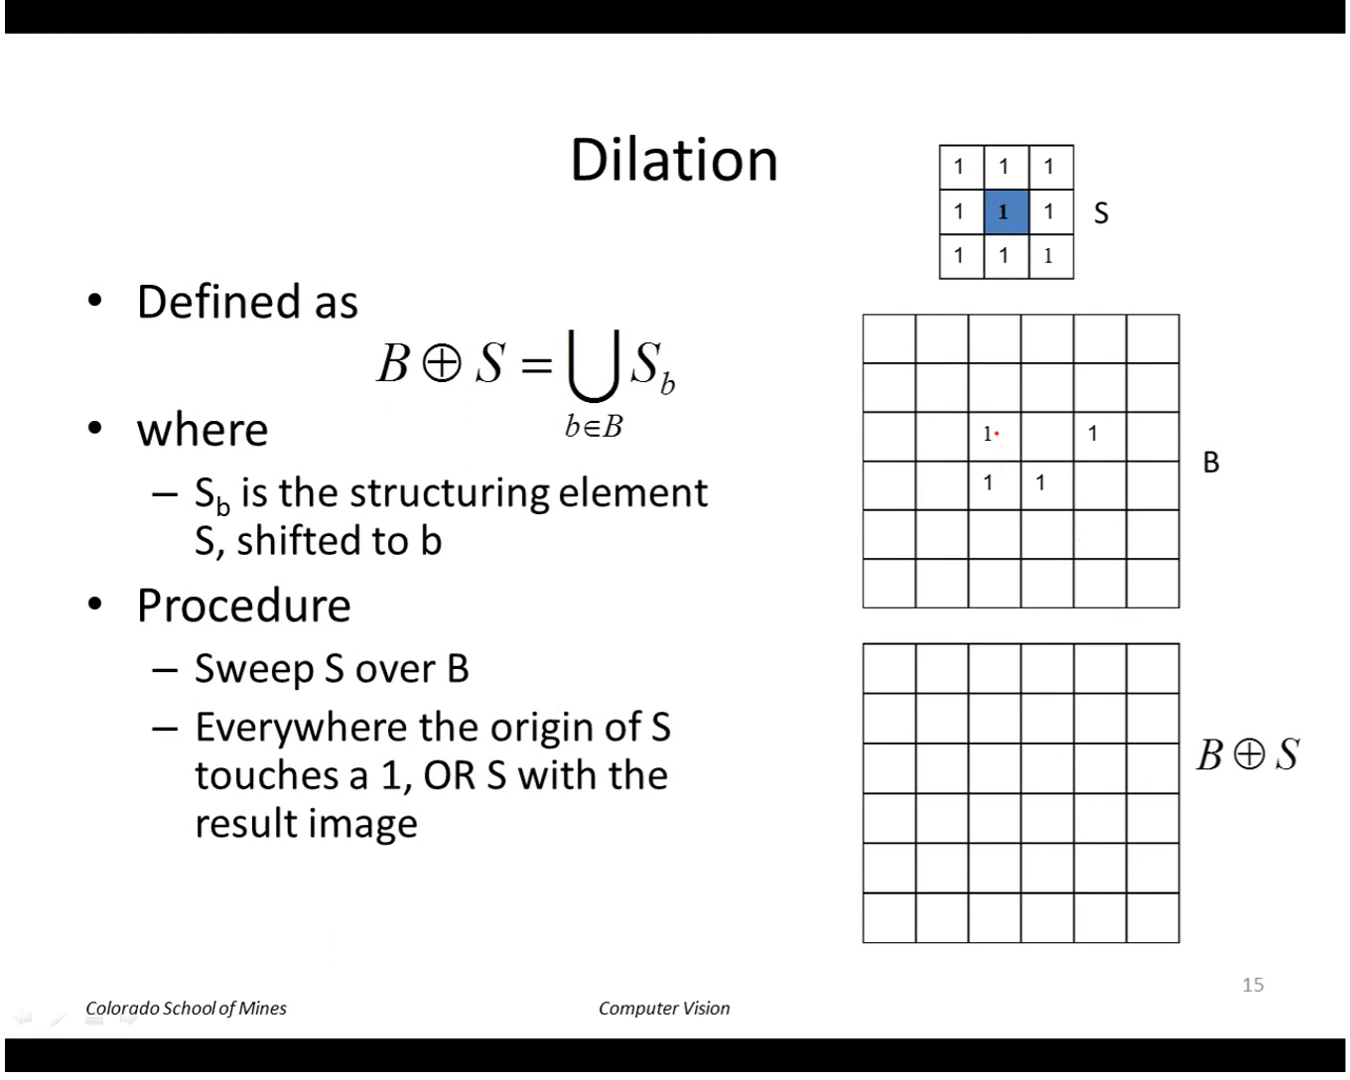 Dilation
• Defined as
B ⊕ S = ⋃ S_b
b∈B
• where
– S_b is the structuring element
S, shifted to b
• Procedure
– Sweep S over B
– Everywhere the origin of S
touches a 1, OR S with the
result image
1 1 1
1 1 1
S
1 1 1
1 1
B
1 1
B ⊕ S
15
Colorado School of Mines
Computer Vision